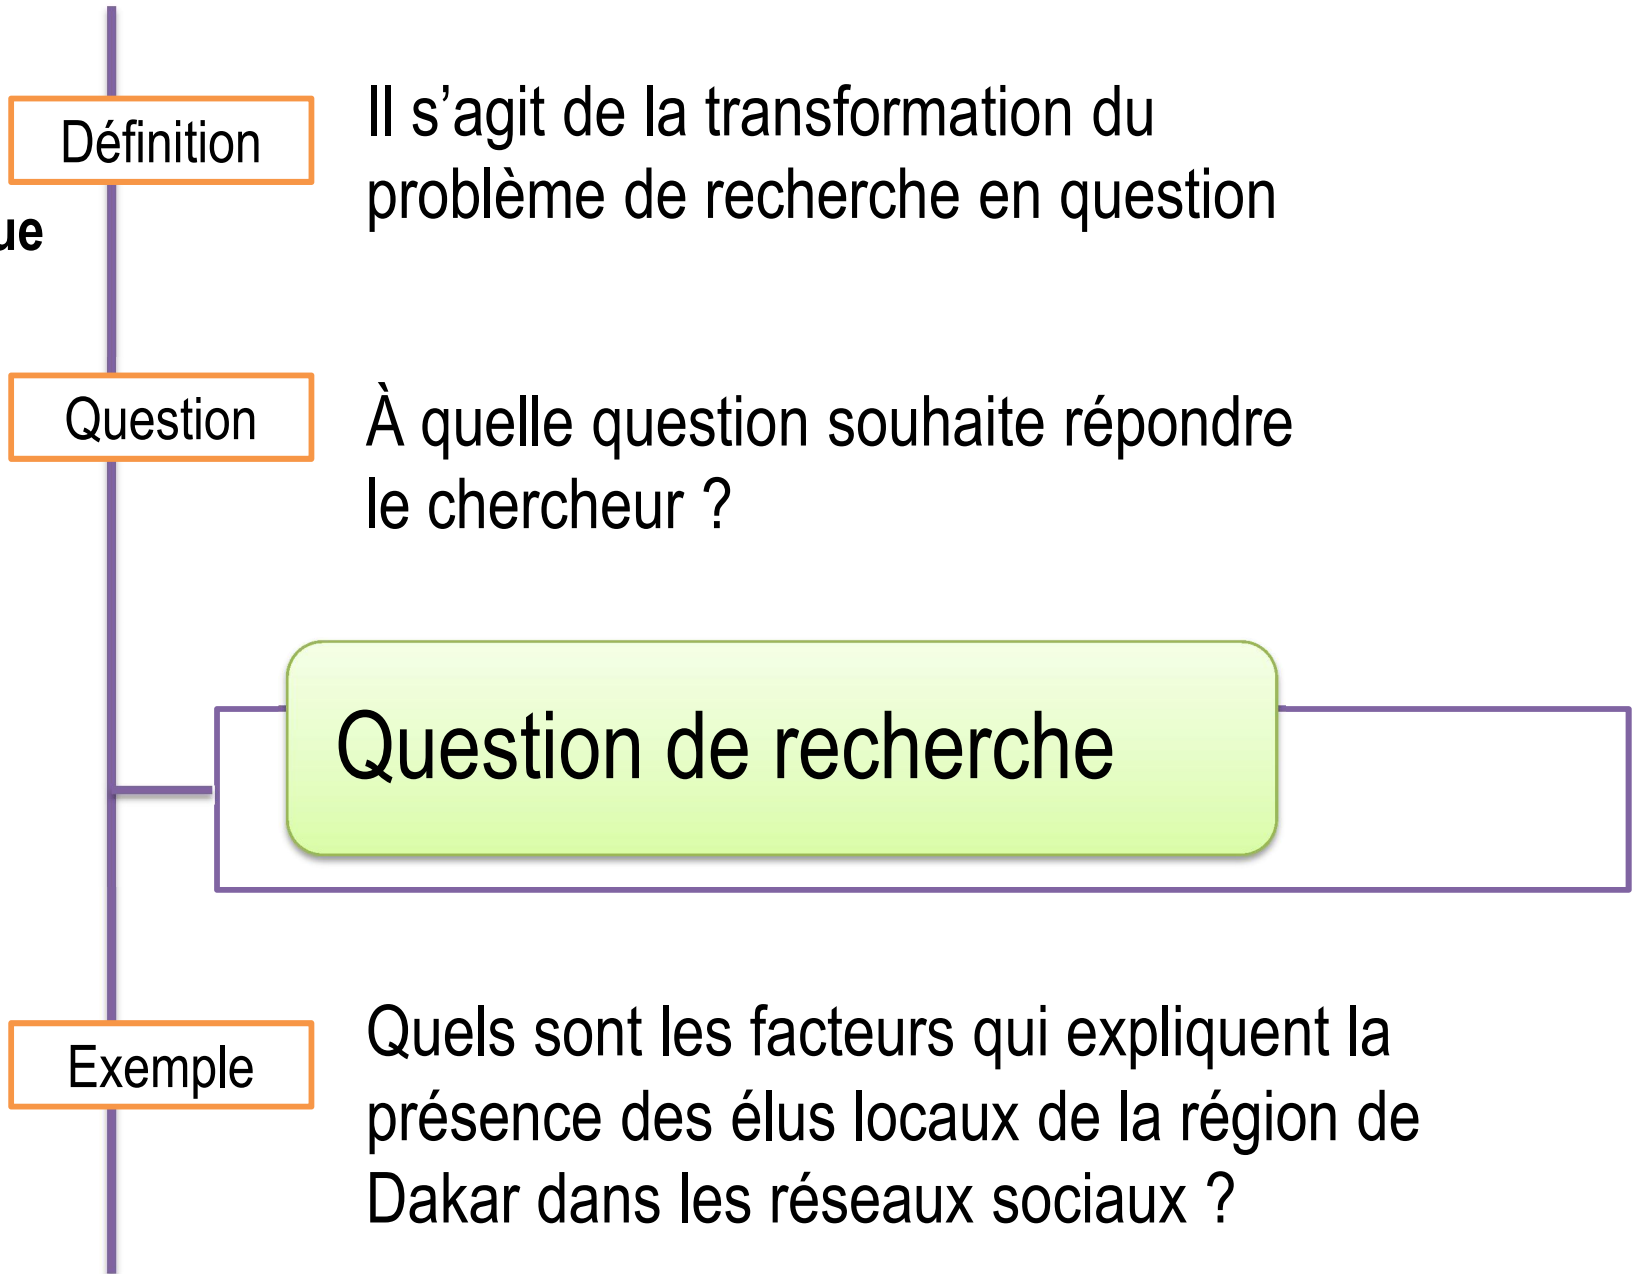 Définition
Il s’agit de la transformation du
problème de recherche en question
Question
À quelle question souhaite répondre
le chercheur ?
Question de recherche
Exemple
Quels sont les facteurs qui expliquent la
présence des élus locaux de la région de
Dakar dans les réseaux sociaux ?